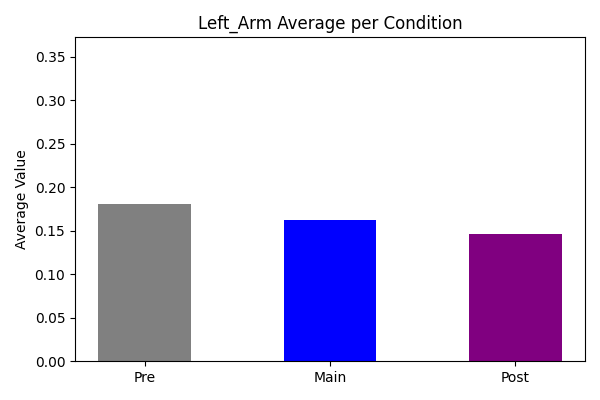 Left_Arm Average per Condition
Average Value
0.35
0.30
0.25
0.20
0.15
0.10
0.05
0.00
Pre
Main
Post